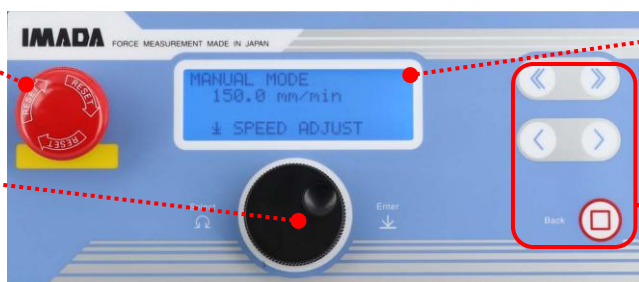 IMADA FORCE MEASUREMENT MADE IN JAPAN
RESET
RESET
RESET
MANUAL MODE
150.0 mm/min
SPEED ADJUST
Select
Enter
Back